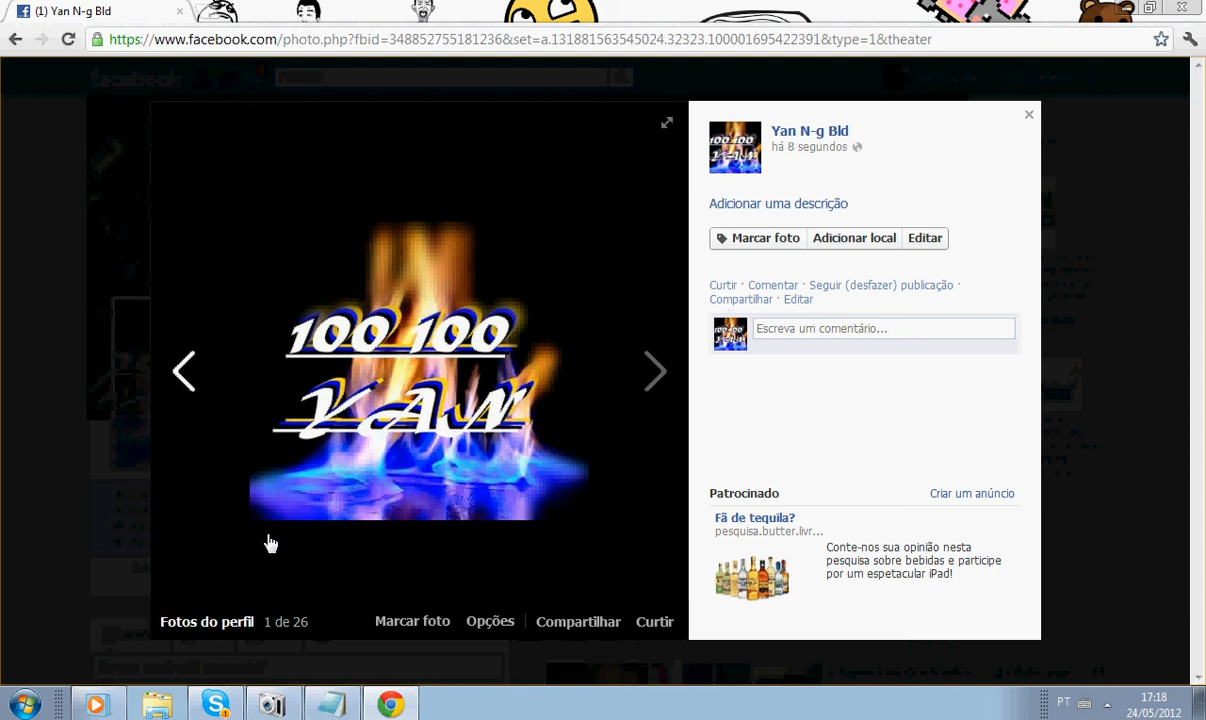 (1) Yan N-g Bld
https://www.facebook.com/photo.php?fbid=348852755181236&set=a.131881563545024.32323.100001695422391&type=1&theater
facebook
100 100
YAN
Fotos do perfil 1 de 26
Marcar foto Opções Compartilhar Curtir
Yan N-g Bld
há 8 segundos
Adicionar uma descrição
Marcar foto Adicionar local Editar
Curtir · Comentar · Seguir (desfazer) publicação ·
Compartilhar · Editar
Escreva um comentário...
Patrocinado Criar um anúncio
Fã de tequila?
pesquisa.butter.livr...
Conte-nos sua opinião nesta
pesquisa sobre bebidas e participe
por um espetacular iPad!
PT
17:18
24/05/2012